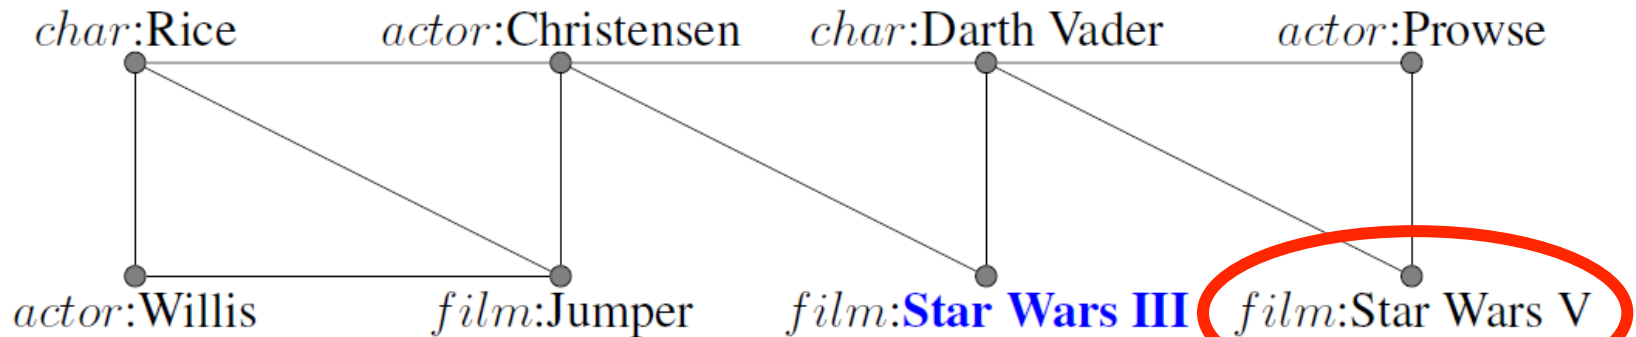 char:Rice actor:Christensen char:Darth Vader actor:Prowse
actor:Willis film:Jumper film:Star Wars III film:Star Wars V